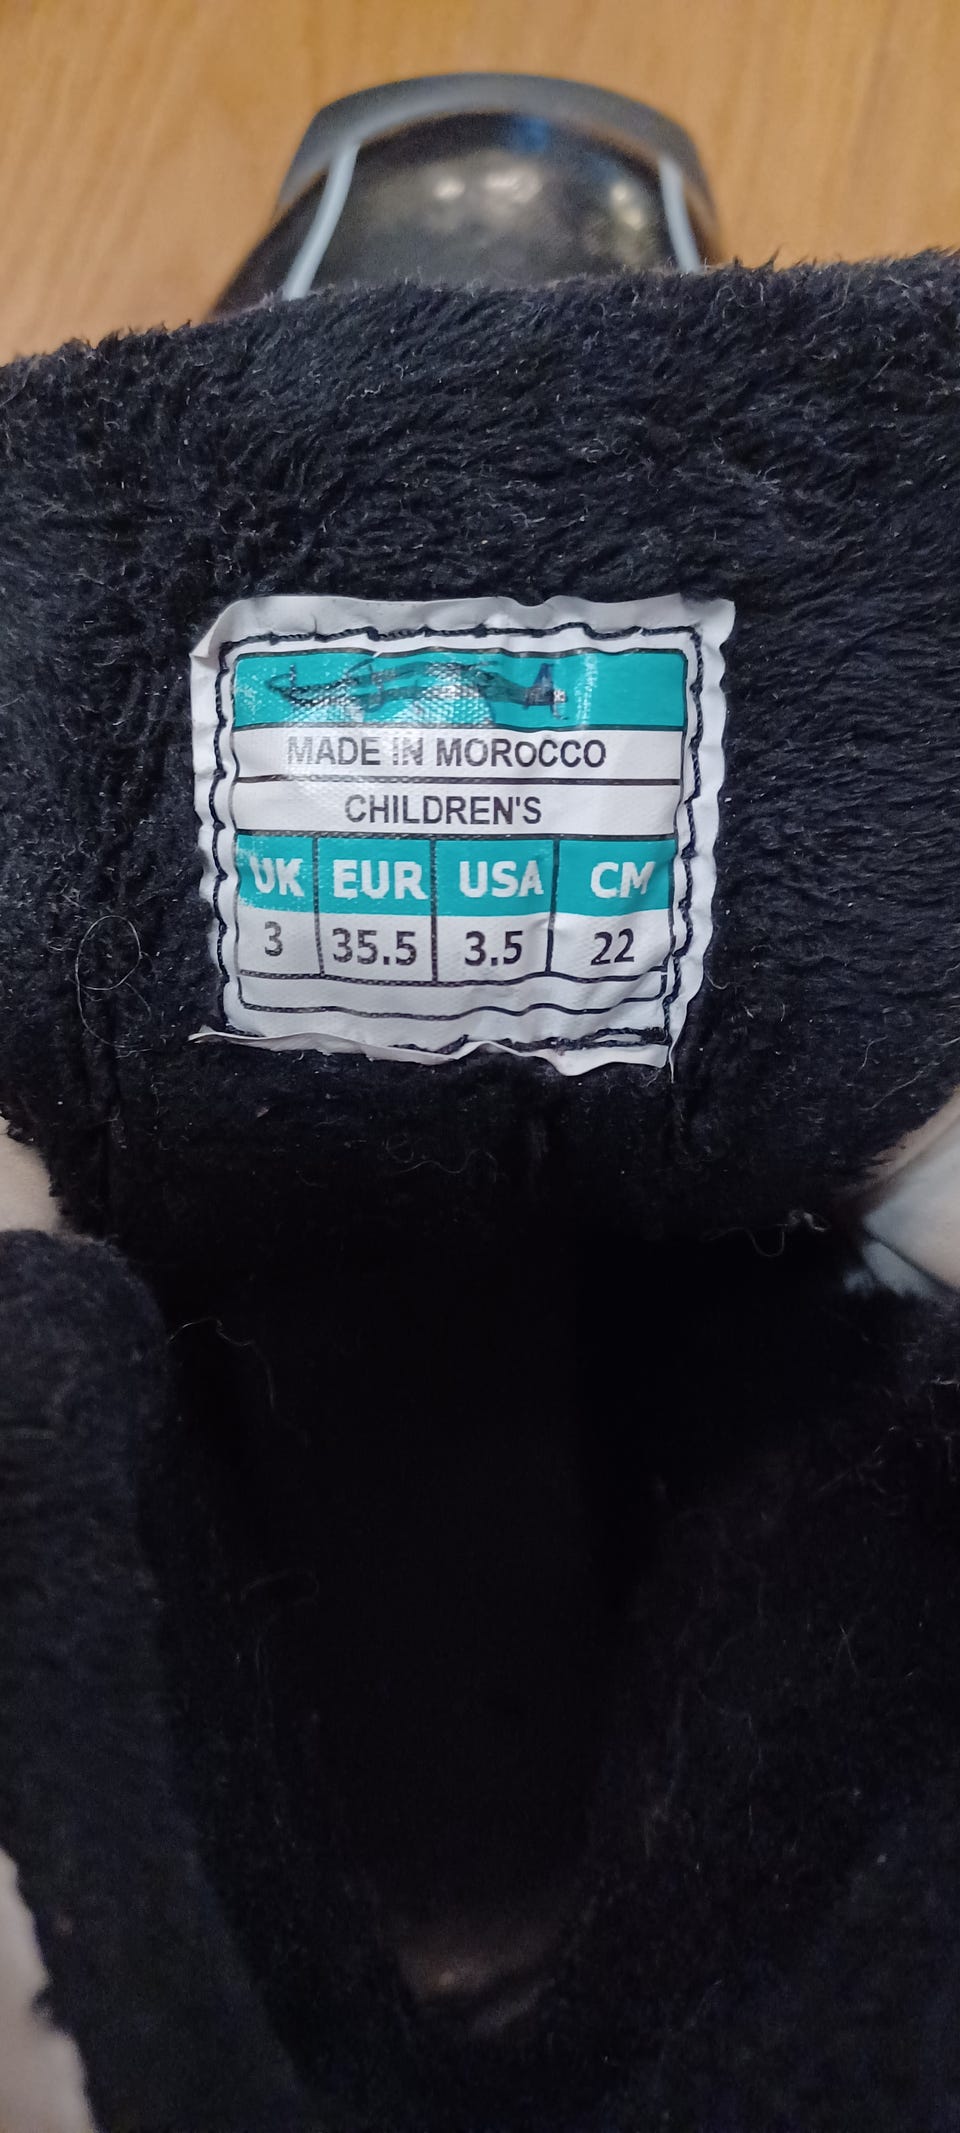 MADE IN MOROCCO
CHILDREN'S
UK EUR USA CM
3 35.5 3.5 22